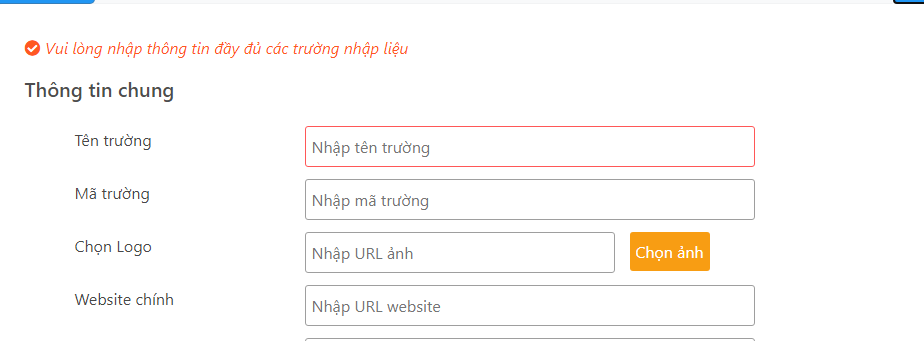 Vui lòng nhập thông tin đầy đủ các trường nhập liệu
Thông tin chung
Tên trường
Nhập tên trường
Mã trường
Nhập mã trường
Chọn Logo
Nhập URL ảnh
Chọn ảnh
Website chính
Nhập URL website